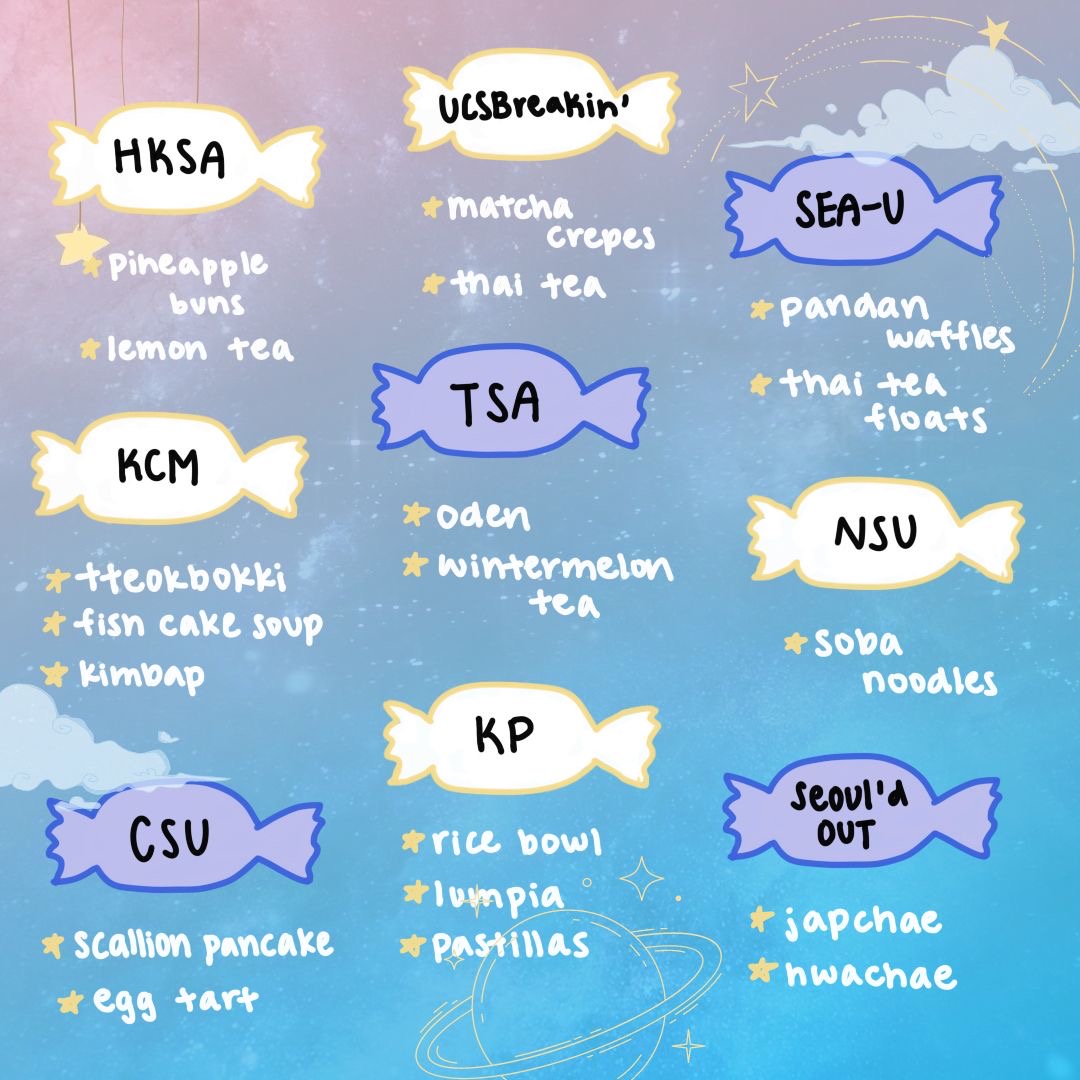 HKSA
pineapple
buns
lemon tea
KCM
tteokbokki
fish cake soup
kimbap
CSU
scallion pancake
egg tart
UCSBreakin'
matcha
crepes
thai tea
TSA
oden
wintermelon
tea
KP
rice bowl
lumpia
pastillas
SEA-U
pandan
waffles
thai tea
floats
NSU
soba
noodles
Seoul'd
OUT
japchae
hwachae